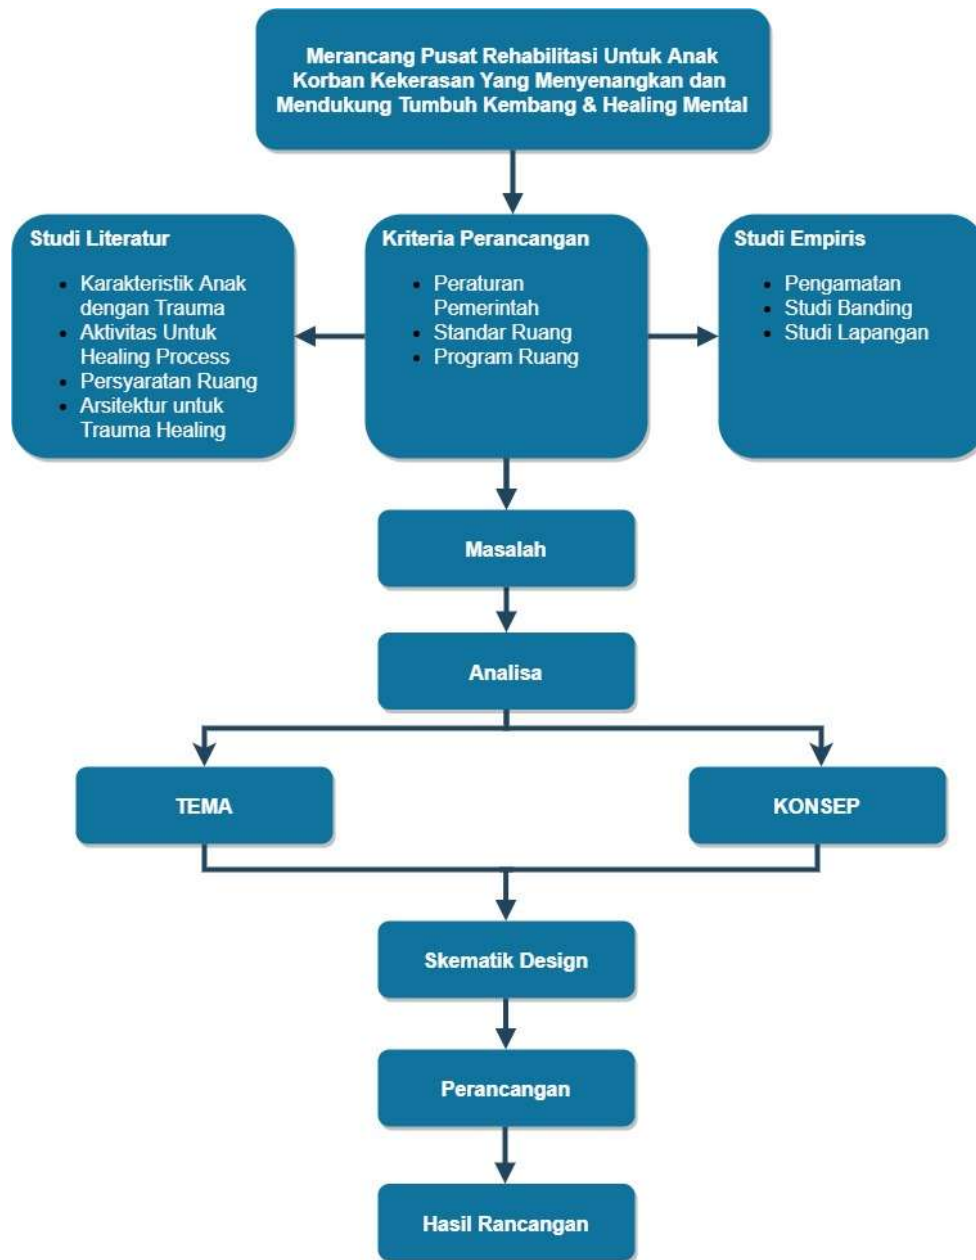 Merancang Pusat Rehabilitasi Untuk Anak
Korban Kekerasan Yang Menyenangkan dan
Mendukung Tumbuh Kembang & Healing Mental
Studi Literatur
• Karakteristik Anak
dengan Trauma
• Aktivitas Untuk
Healing Process
• Persyaratan Ruang
• Arsitektur untuk
Trauma Healing
Kriteria Perancangan
• Peraturan
Pemerintah
• Standar Ruang
• Program Ruang
Studi Empiris
• Pengamatan
• Studi Banding
• Studi Lapangan
Masalah
Analisa
TEMA
KONSEP
Skematik Design
Perancangan
Hasil Rancangan